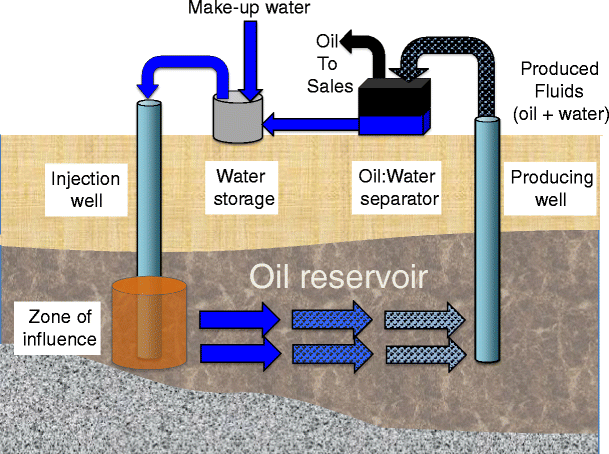 Make-up water
Oil
To
Sales
Produced
Fluids
(oil + water)
Injection
well
Water
storage
Oil:Water
separator
Producing
well
Oil reservoir
Zone of
influence